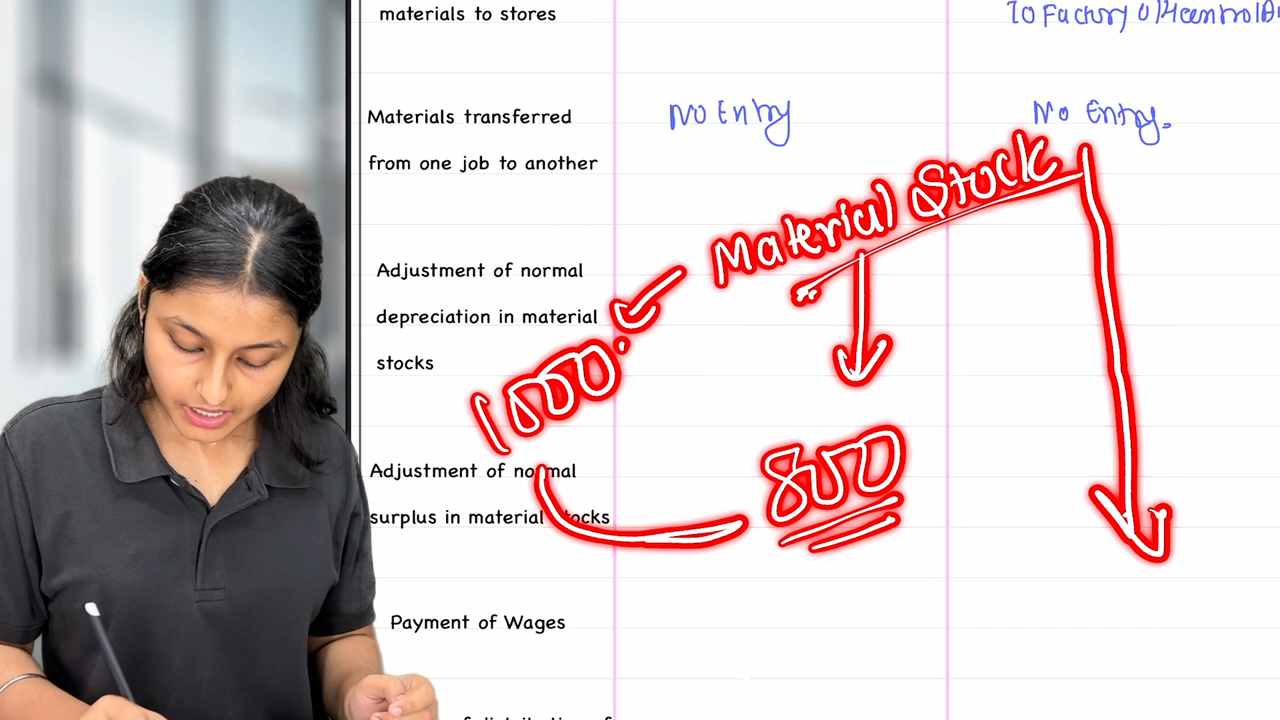 materials to stores
To Factory O/H control A
Materials transferred
from one job to another
No Entry
No Entry.
Material Stock
Adjustment of normal
depreciation in material
stocks
1000.
800
Adjustment of normal
surplus in material stocks
Payment of Wages